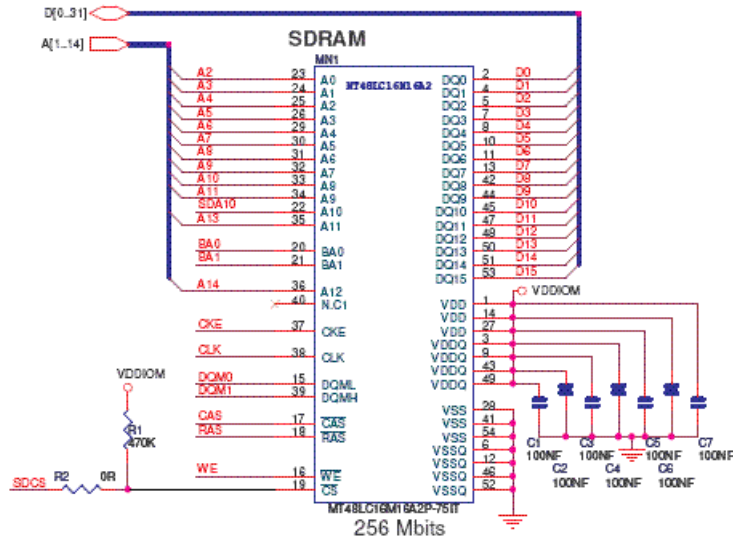 D[0..31]
A[1..14]
SDRAM
MN1
MT48LC16M16A2
A2 23 A0 DQ0 2 D0
A3 24 A1 DQ1 4 D1
A4 25 A2 DQ2 5 D2
A5 26 A3 DQ3 7 D3
A6 29 A4 DQ4 8 D4
A7 30 A5 DQ5 10 D5
A8 31 A6 DQ6 11 D6
A9 32 A7 DQ7 13 D7
A10 33 A8 DQ8 42 D8
A11 34 A9 DQ9 44 D9
SDA10 22 A10 DQ10 45 D10
A13 35 A11 DQ11 47 D11
DQ12 48 D12
BA0 20 BA0 DQ13 50 D13
BA1 21 BA1 DQ14 51 D14
DQ15 53 D15
A14 36 A12
VDDIOM
40 N.C1 VDD 1
VDD 14
CKE 37 CKE VDD 27
VDDQ 3
CLK 38 CLK VDDQ 9
VDDQ 43
VDDIOM
DQM0 15 DQML VDDQ 49
DQM1 39 DQMH
VSS 28
CAS 17 CAS VSS 41
RAS 18 RAS VSS 54
R1
470K
VSSQ 6
VSSQ 12
WE 16 WE VSSQ 46
SDCS R2 0R 19 CS VSSQ 52
C1 C3 C5 C7
100NF 100NF 100NF 100NF
C2 C4 C6
100NF 100NF 100NF
MT48LC16M16A2P-75IT
256 Mbits